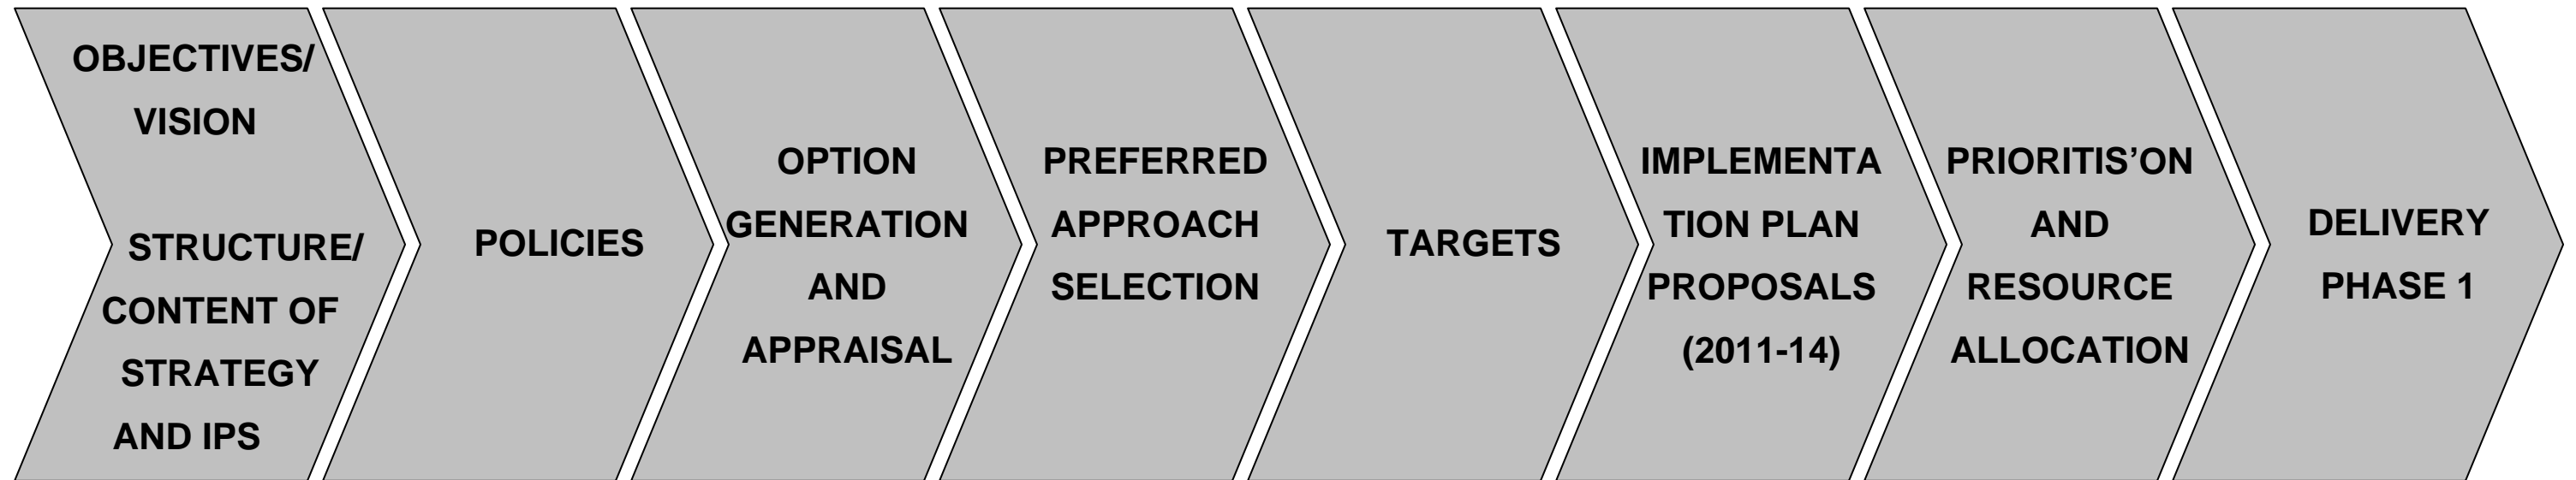 OBJECTIVES/
VISION
STRUCTURE/
CONTENT OF
STRATEGY
AND IPS
POLICIES
OPTION
GENERATION
AND
APPRAISAL
PREFERRED
APPROACH
SELECTION
TARGETS
IMPLEMENTA
TION PLAN
PROPOSALS
(2011-14)
PRIORITIS’ON
AND
RESOURCE
ALLOCATION
DELIVERY
PHASE 1